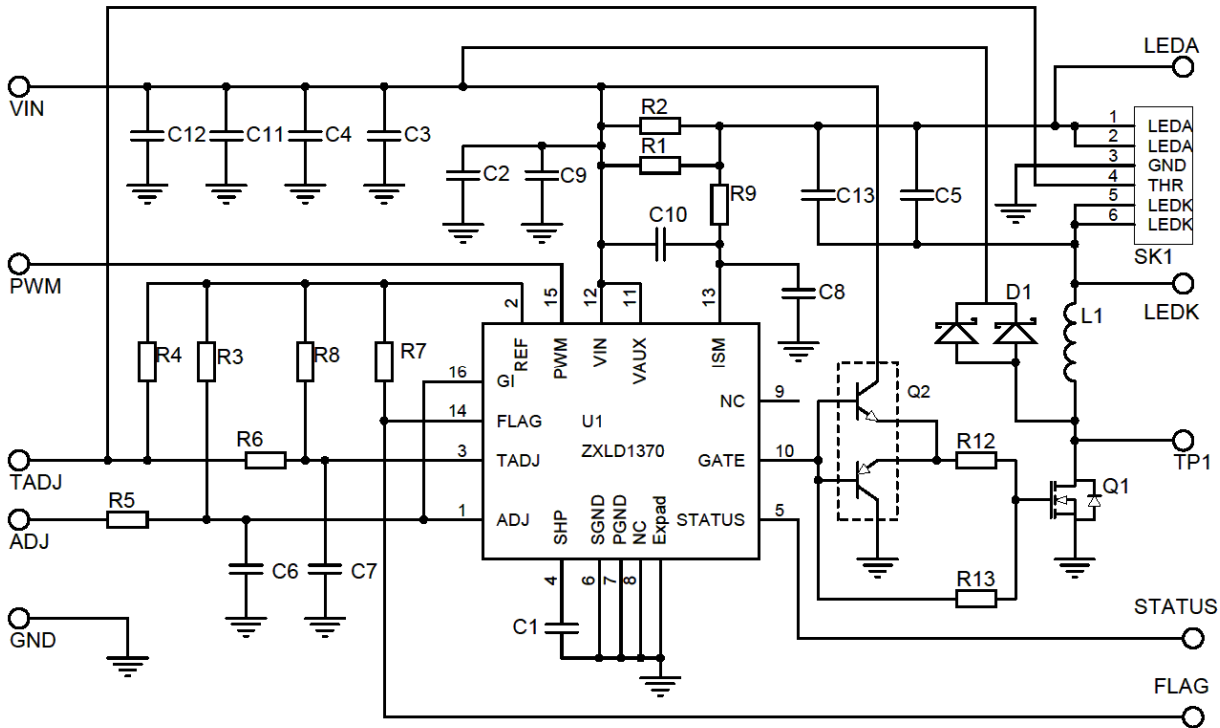 LEDA
VIN
C12
C11
C4
C3
R2
R1
C2
C9
R9
C13
C5
C10
1 LEDA
2 LEDA
3 GND
4 THR
5 LEDK
6 LEDK
SK1
PWM
2
15
12
11
13
C8
D1
L1
LEDK
R4
R3
R8
R7
REF
PWM
VIN
VAUX
ISM
16 GI
NC 9
Q2
14 FLAG
U1
ZXLD1370
R6
3 TADJ
GATE 10
R12
TADJ
TP1
R5
Q1
1 ADJ
STATUS 5
ADJ
SHP
SGND
PGND
NC
Expad
C6
C7
4
6
7
8
R13
C1
GND
STATUS
FLAG